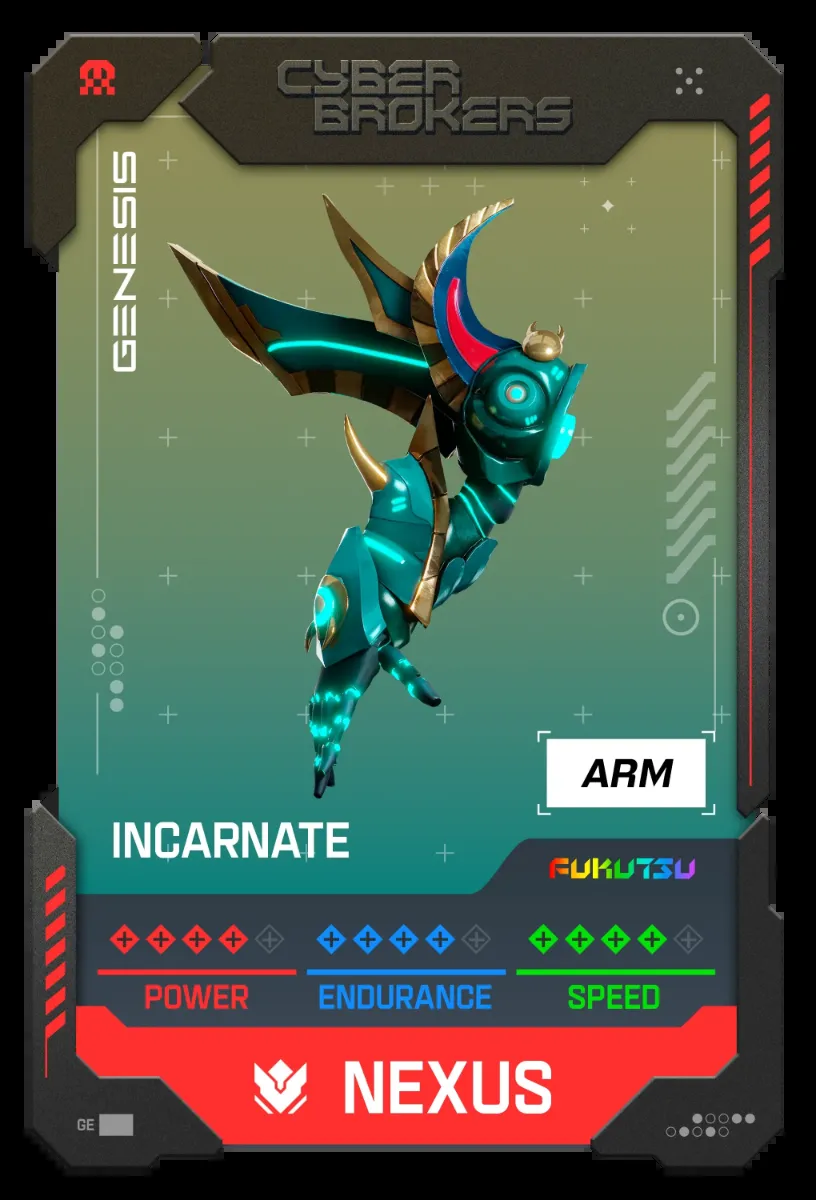 CYBER
BROKERS
GENESIS
ARM
INCARNATE
FUKUTSU
POWER
ENDURANCE
SPEED
NEXUS
GE